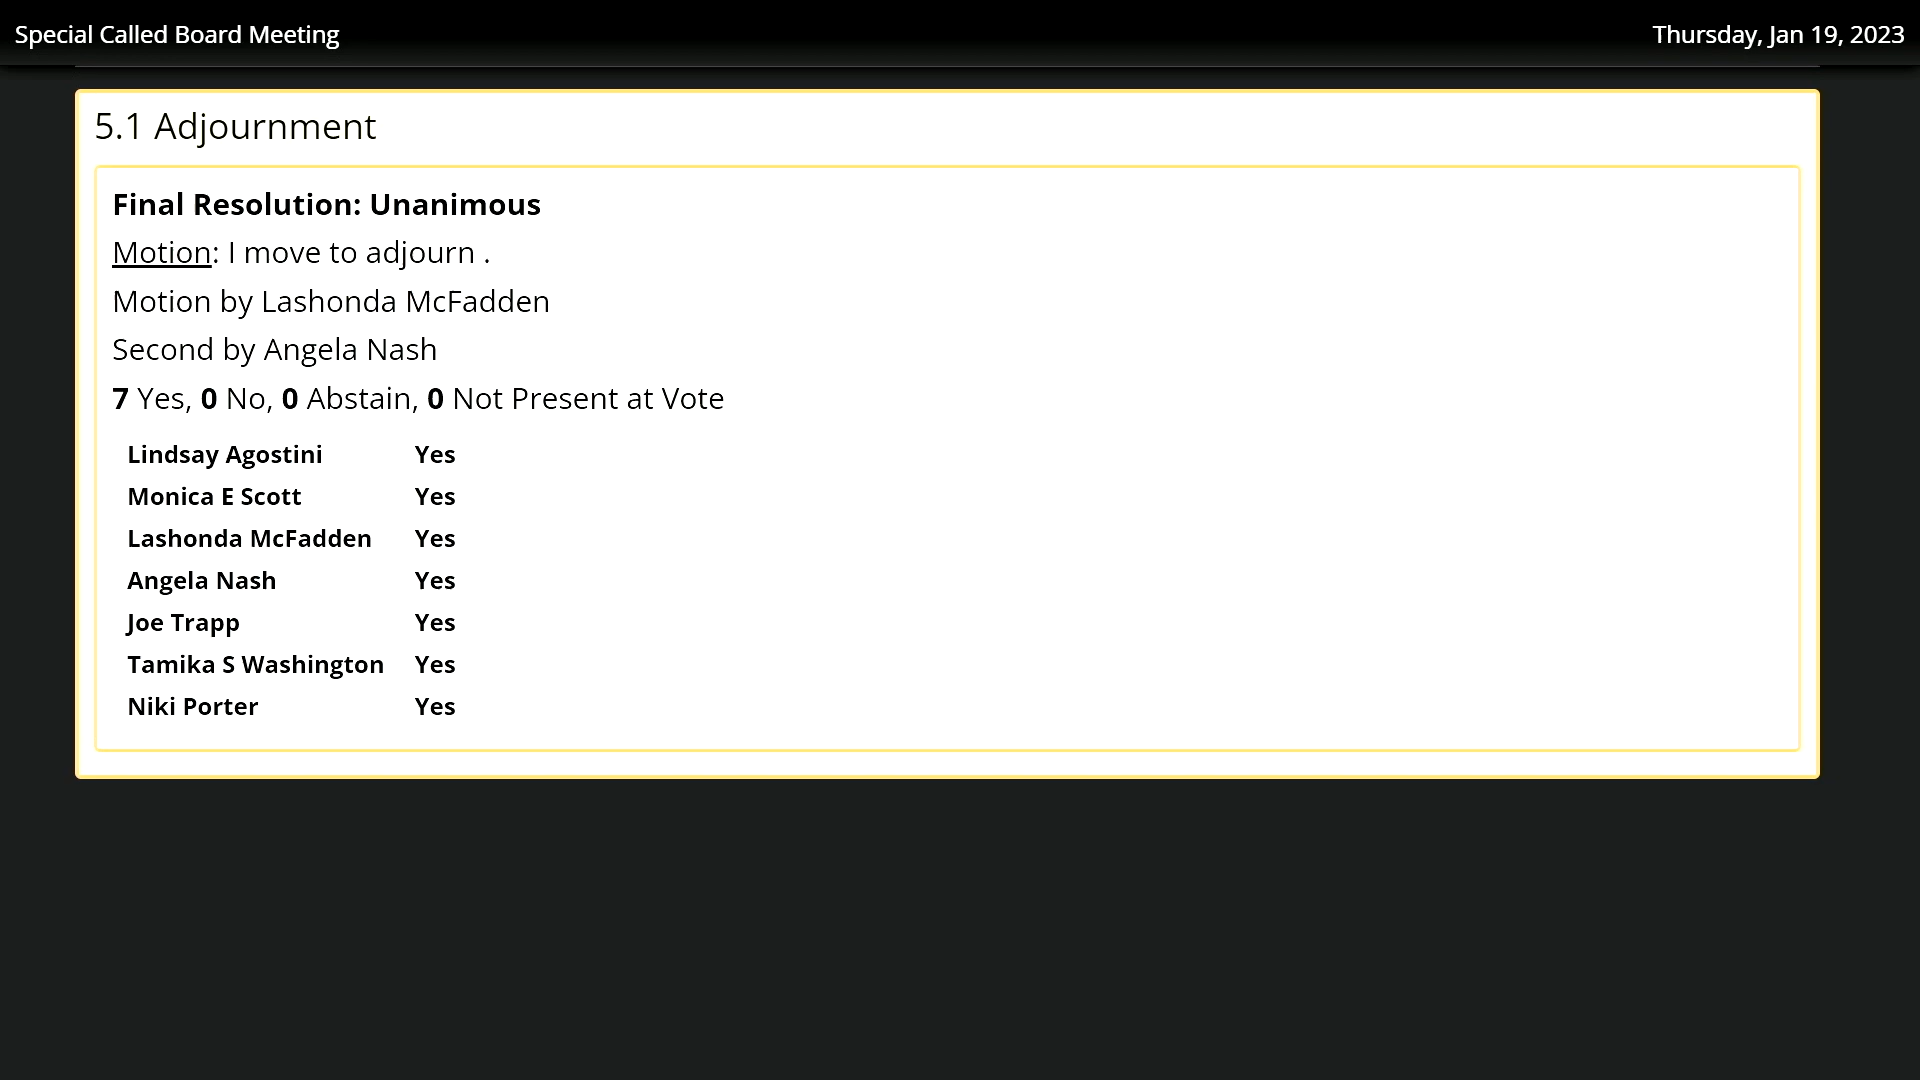 Special Called Board Meeting
Thursday, Jan 19, 2023
5.1 Adjournment
Final Resolution: Unanimous
Motion: I move to adjourn .
Motion by Lashonda McFadden
Second by Angela Nash
7 Yes, 0 No, 0 Abstain, 0 Not Present at Vote
Lindsay Agostini Yes
Monica E Scott Yes
Lashonda McFadden Yes
Angela Nash Yes
Joe Trapp Yes
Tamika S Washington Yes
Niki Porter Yes